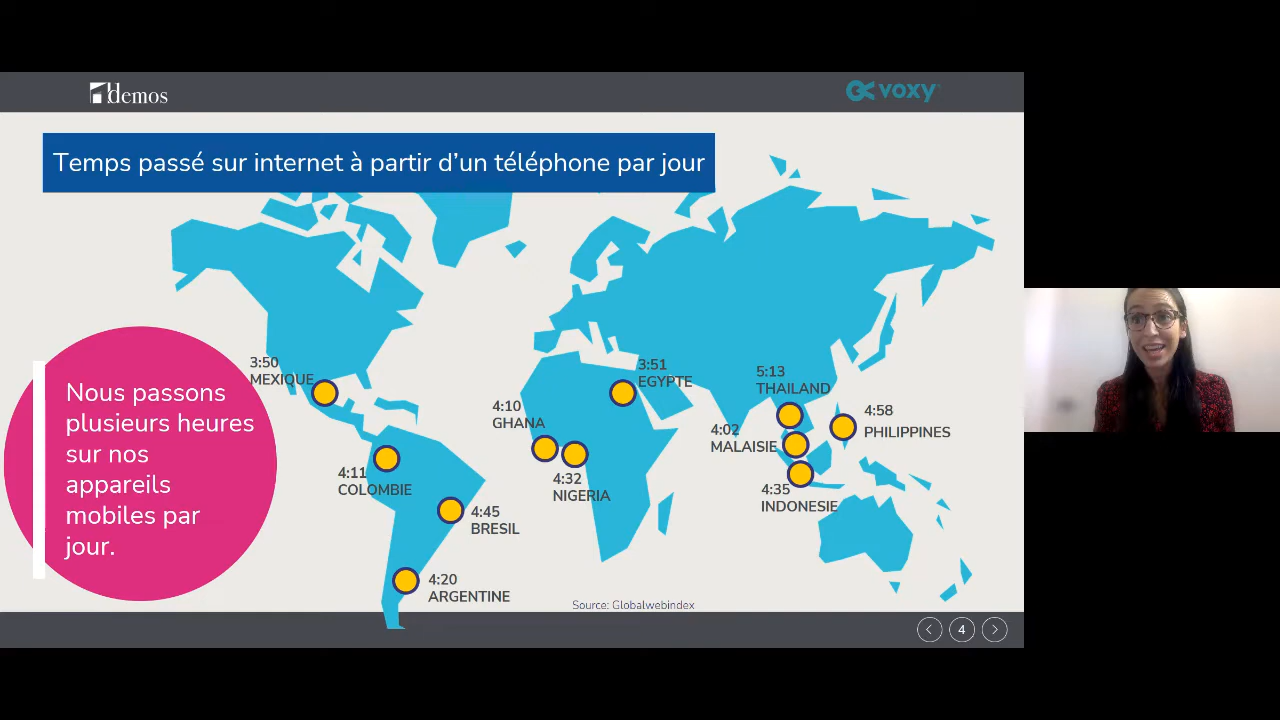 demos
voxy
Temps passé sur internet à partir d’un téléphone par jour
Nous passons
plusieurs heures
sur nos
appareils
mobiles par
jour.
3:50
MEXIQUE
4:11
COLOMBIE
4:45
BRESIL
4:20
ARGENTINE
4:10
GHANA
4:32
NIGERIA
3:51
EGYPTE
5:13
THAILAND
4:02
MALAISIE
4:58
PHILIPPINES
4:35
INDONESIE
Source: Globalwebindex
4